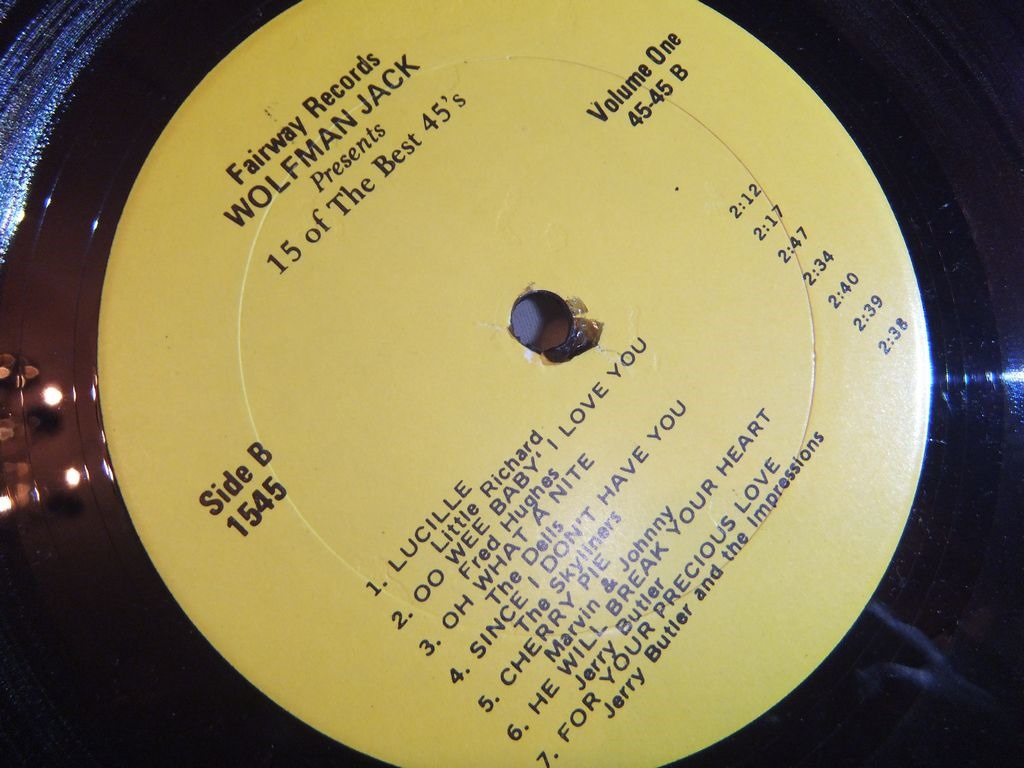 Fairway Records
WOLFMAN JACK
Presents
15 of The Best 45's
Volume One
45-45 B
Side B
1545
1. LUCILLE 2:12
Little Richard
2. OO WEE BABY, I LOVE YOU 2:17
Fred Hughes
3. OH WHAT A NITE 2:47
The Dells
4. SINCE I DON'T HAVE YOU 2:34
The Skyliners
5. CHERRY PIE 2:40
Marvin & Johnny
6. HE WILL BREAK YOUR HEART 2:39
Jerry Butler
7. FOR YOUR PRECIOUS LOVE 2:38
Jerry Butler and the Impressions